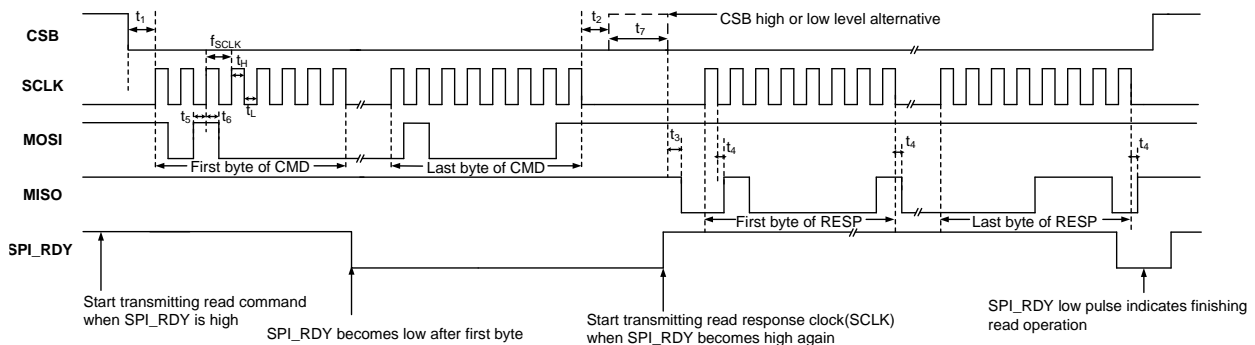 t1
t2
CSB high or low level alternative
CSB
t7
fSCLK
tH
SCLK
tL
t5
t6
MOSI
t3
t4
t4
t4
First byte of CMD
Last byte of CMD
MISO
First byte of RESP
Last byte of RESP
SPI_RDY
Start transmitting read command
when SPI_RDY is high
SPI_RDY becomes low after first byte
Start transmitting read response clock(SCLK)
when SPI_RDY becomes high again
SPI_RDY low pulse indicates finishing
read operation